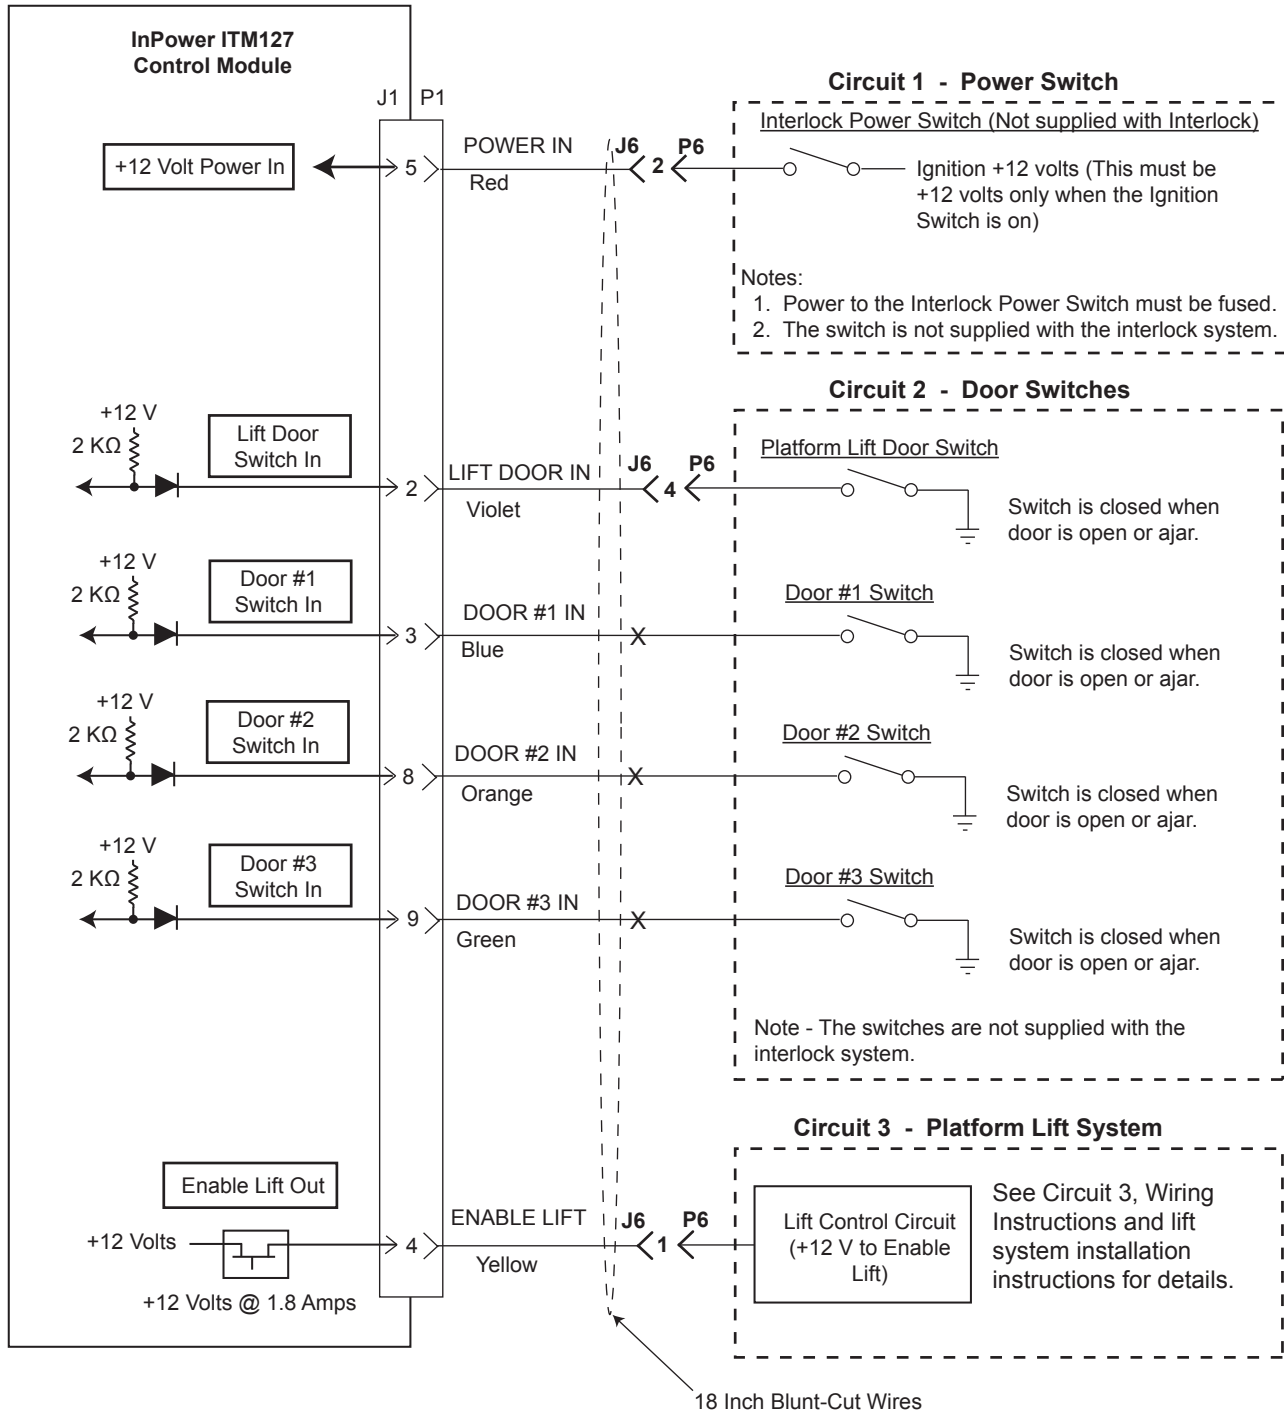 InPower ITM127
Control Module
J1 P1
Circuit 1 - Power Switch
Interlock Power Switch (Not supplied with Interlock)
+12 Volt Power In
5
POWER IN
Red
J6
2
P6
Ignition +12 volts (This must be
+12 volts only when the Ignition
Switch is on)
Notes:
1. Power to the Interlock Power Switch must be fused.
2. The switch is not supplied with the interlock system.
Circuit 2 - Door Switches
+12 V
2 KΩ
Lift Door
Switch In
2
LIFT DOOR IN
Violet
J6
4
P6
Platform Lift Door Switch
Switch is closed when
door is open or ajar.
+12 V
2 KΩ
Door #1
Switch In
3
DOOR #1 IN
Blue
X
Door #1 Switch
Switch is closed when
door is open or ajar.
+12 V
2 KΩ
Door #2
Switch In
8
DOOR #2 IN
Orange
X
Door #2 Switch
Switch is closed when
door is open or ajar.
+12 V
2 KΩ
Door #3
Switch In
9
DOOR #3 IN
Green
X
Door #3 Switch
Switch is closed when
door is open or ajar.
Note - The switches are not supplied with the
interlock system.
Circuit 3 - Platform Lift System
Enable Lift Out
+12 Volts
+12 Volts @ 1.8 Amps
4
ENABLE LIFT
Yellow
J6
1
P6
Lift Control Circuit
(+12 V to Enable
Lift)
See Circuit 3, Wiring
Instructions and lift
system installation
instructions for details.
18 Inch Blunt-Cut Wires